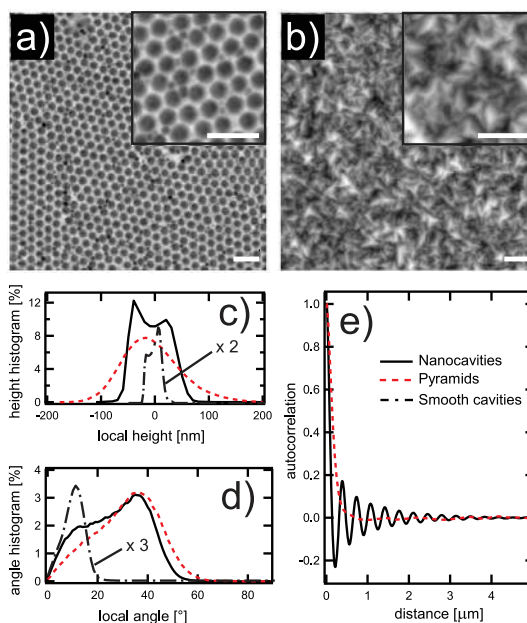 a)
b)
c)
height histogram [%]
12
8
4
0
x 2
-200
-100
0
100
200
local height [nm]
d)
angle histogram [%]
4
3
2
1
0
x 3
0
20
40
60
80
local angle [°]
e)
autocorrelation
1.0
0.8
0.6
0.4
0.2
0.0
-0.2
Nanocavities
Pyramids
Smooth cavities
0
1
2
3
4
distance [µm]